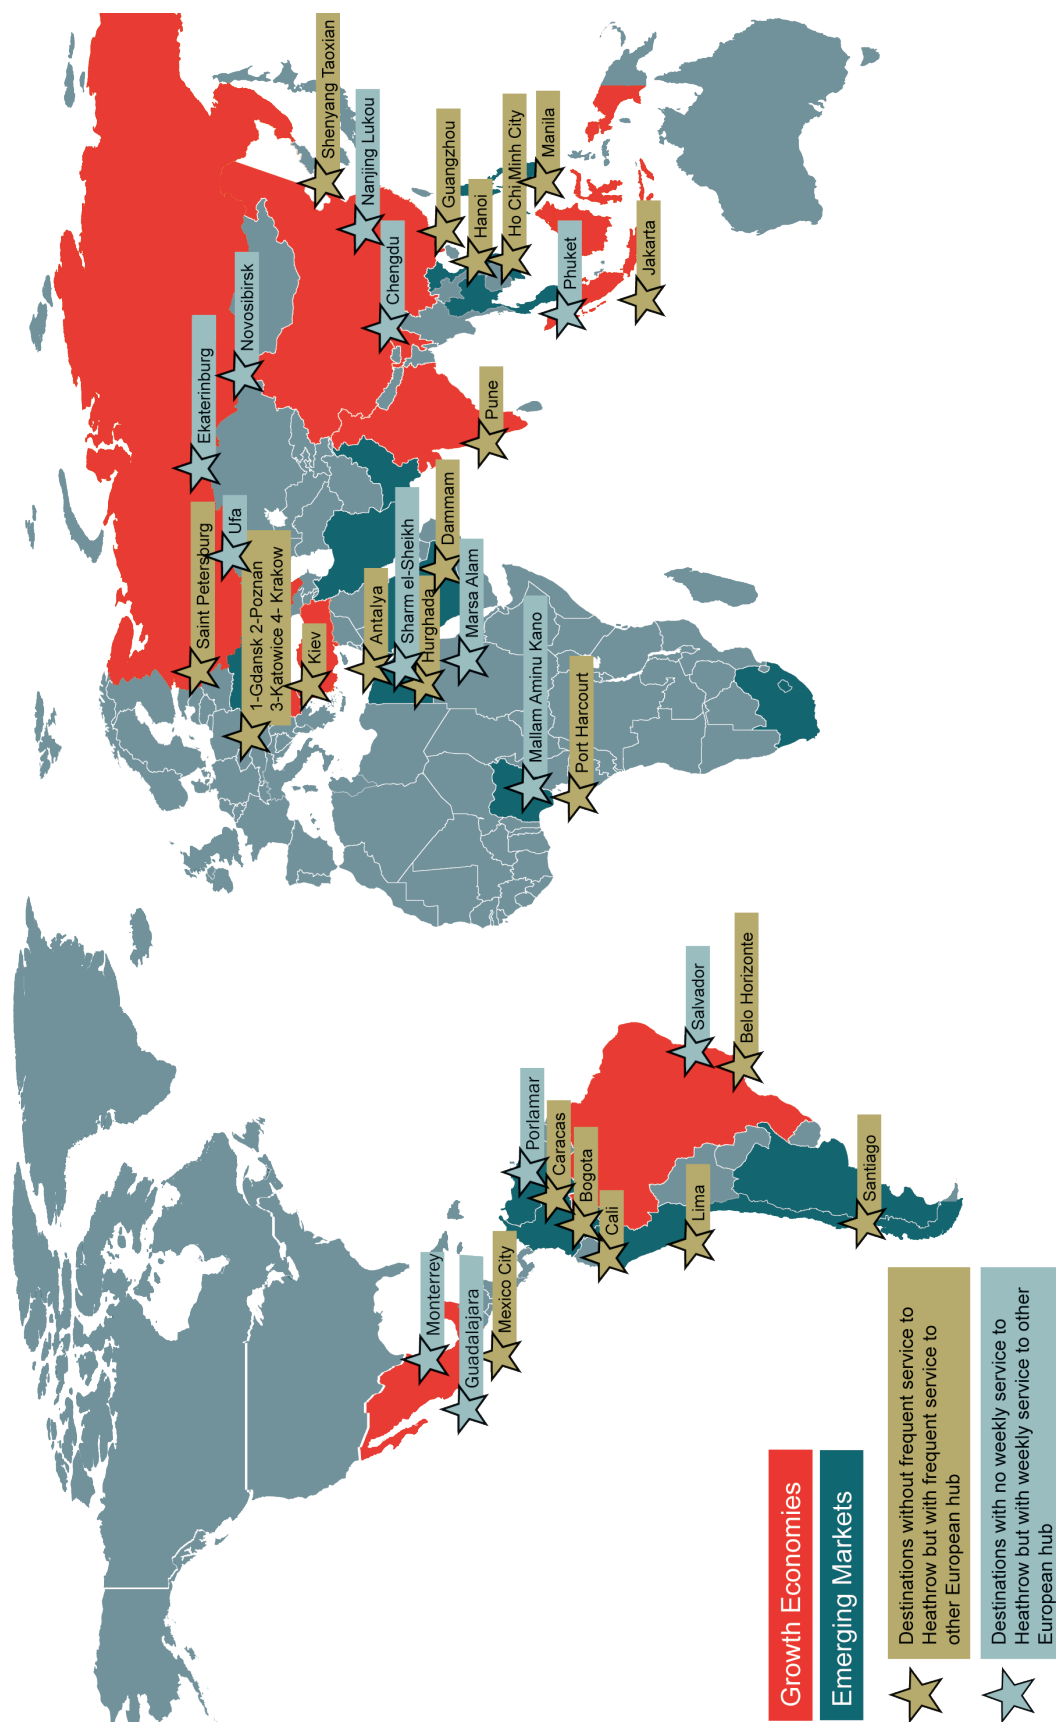 Saint Petersburg
Ekaterinburg
Ufa
Novosibirsk
1-Gdansk 2-Poznan
3-Katowice 4- Krakow
Kiev
Shenyang Taoxian
Nanjing Lukou
Chengdu
Antalya
Sharm el-Sheikh
Hurghada
Dammam
Marsa Alam
Guangzhou
Hanoi
Pune
Ho Chi Minh City
Manila
Phuket
Jakarta
Mallam Aminu Kano
Port Harcourt
Monterrey
Guadalajara
Mexico City
Porlamar
Caracas
Bogota
Cali
Lima
Salvador
Belo Horizonte
Santiago
Growth Economies
Emerging Markets
Destinations without frequent service to
Heathrow but with frequent service to
other European hub
Destinations with no weekly service to
Heathrow but with weekly service to other
European hub